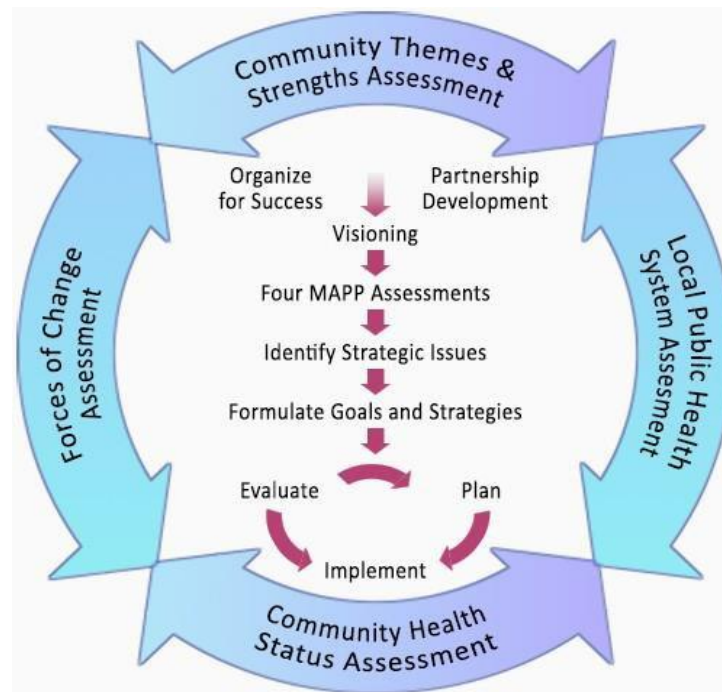 Community Themes &
Strengths Assessment
Organize
for Success
Partnership
Development
Visioning
Four MAPP Assessments
Identify Strategic Issues
Formulate Goals and Strategies
Evaluate
Plan
Implement
Forces of Change
Assessment
Local Public Health
System Assesment
Community Health
Status Assessment